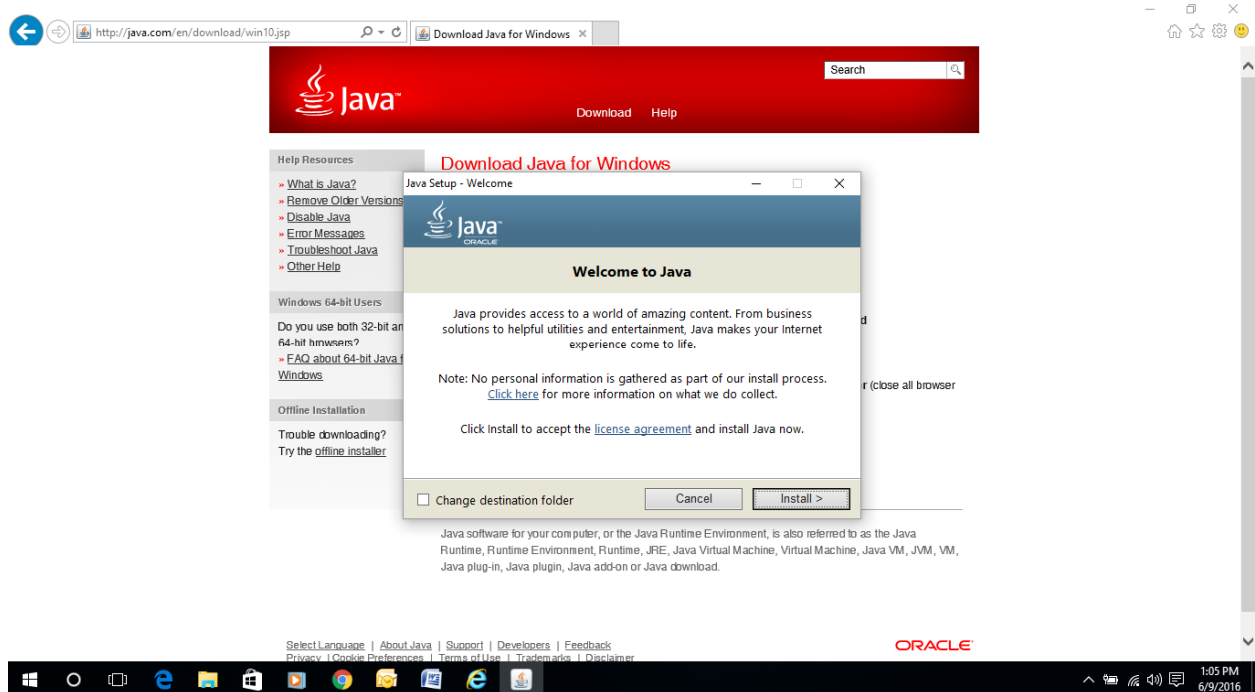 http://java.com/en/download/win10.jsp
Download Java for Windows
Search
Java™
Download Help
Help Resources
» What is Java?
» Remove Older Versions
» Disable Java
» Error Messages
» Troubleshoot Java
» Other Help
Windows 64-bit Users
Do you use both 32-bit an
64-bit browsers?
» FAQ about 64-bit Java f
Windows
Offline Installation
Trouble downloading?
Try the offline installer
Download Java for Windows
Java Setup - Welcome
Java™
ORACLE
Welcome to Java
Java provides access to a world of amazing content. From business
solutions to helpful utilities and entertainment, Java makes your Internet
experience come to life.
Note: No personal information is gathered as part of our install process.
Click here for more information on what we do collect.
Click Install to accept the license agreement and install Java now.
Change destination folder
Cancel
Install >
d
r (close all browser
Java software for your computer, or the Java Runtime Environment, is also referred to as the Java
Runtime, Runtime Environment, Runtime, JRE, Java Virtual Machine, Virtual Machine, Java VM, JVM, VM,
Java plug-in, Java plugin, Java add-on or Java download.
Select Language | About Java | Support | Developers | Feedback
Privacy | Cookie Preferences | Terms of Use | Trademarks | Disclaimer
ORACLE
1:05 PM
6/9/2016